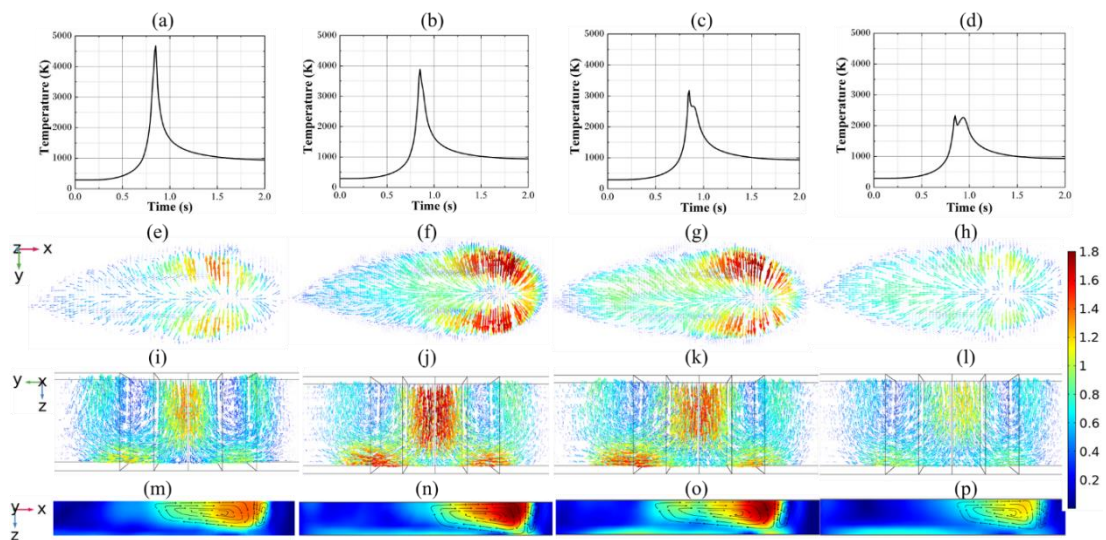 (a) (b) (c) (d)
5000 5000 5000 5000
4000 4000 4000 4000
3000 3000 3000 3000
2000 2000 2000 2000
1000 1000 1000 1000
0 0 0 0
Temperature (K) Temperature (K) Temperature (K) Temperature (K)
0.0 0.5 1.0 1.5 2.0 0.0 0.5 1.0 1.5 2.0 0.0 0.5 1.0 1.5 2.0 0.0 0.5 1.0 1.5 2.0
Time (s) Time (s) Time (s) Time (s)
(e) (f) (g) (h)
z x
y
(i) (j) (k) (l)
y x
z
(m) (n) (o) (p)
x
z
1.8
1.6
1.4
1.2
1
0.8
0.6
0.4
0.2